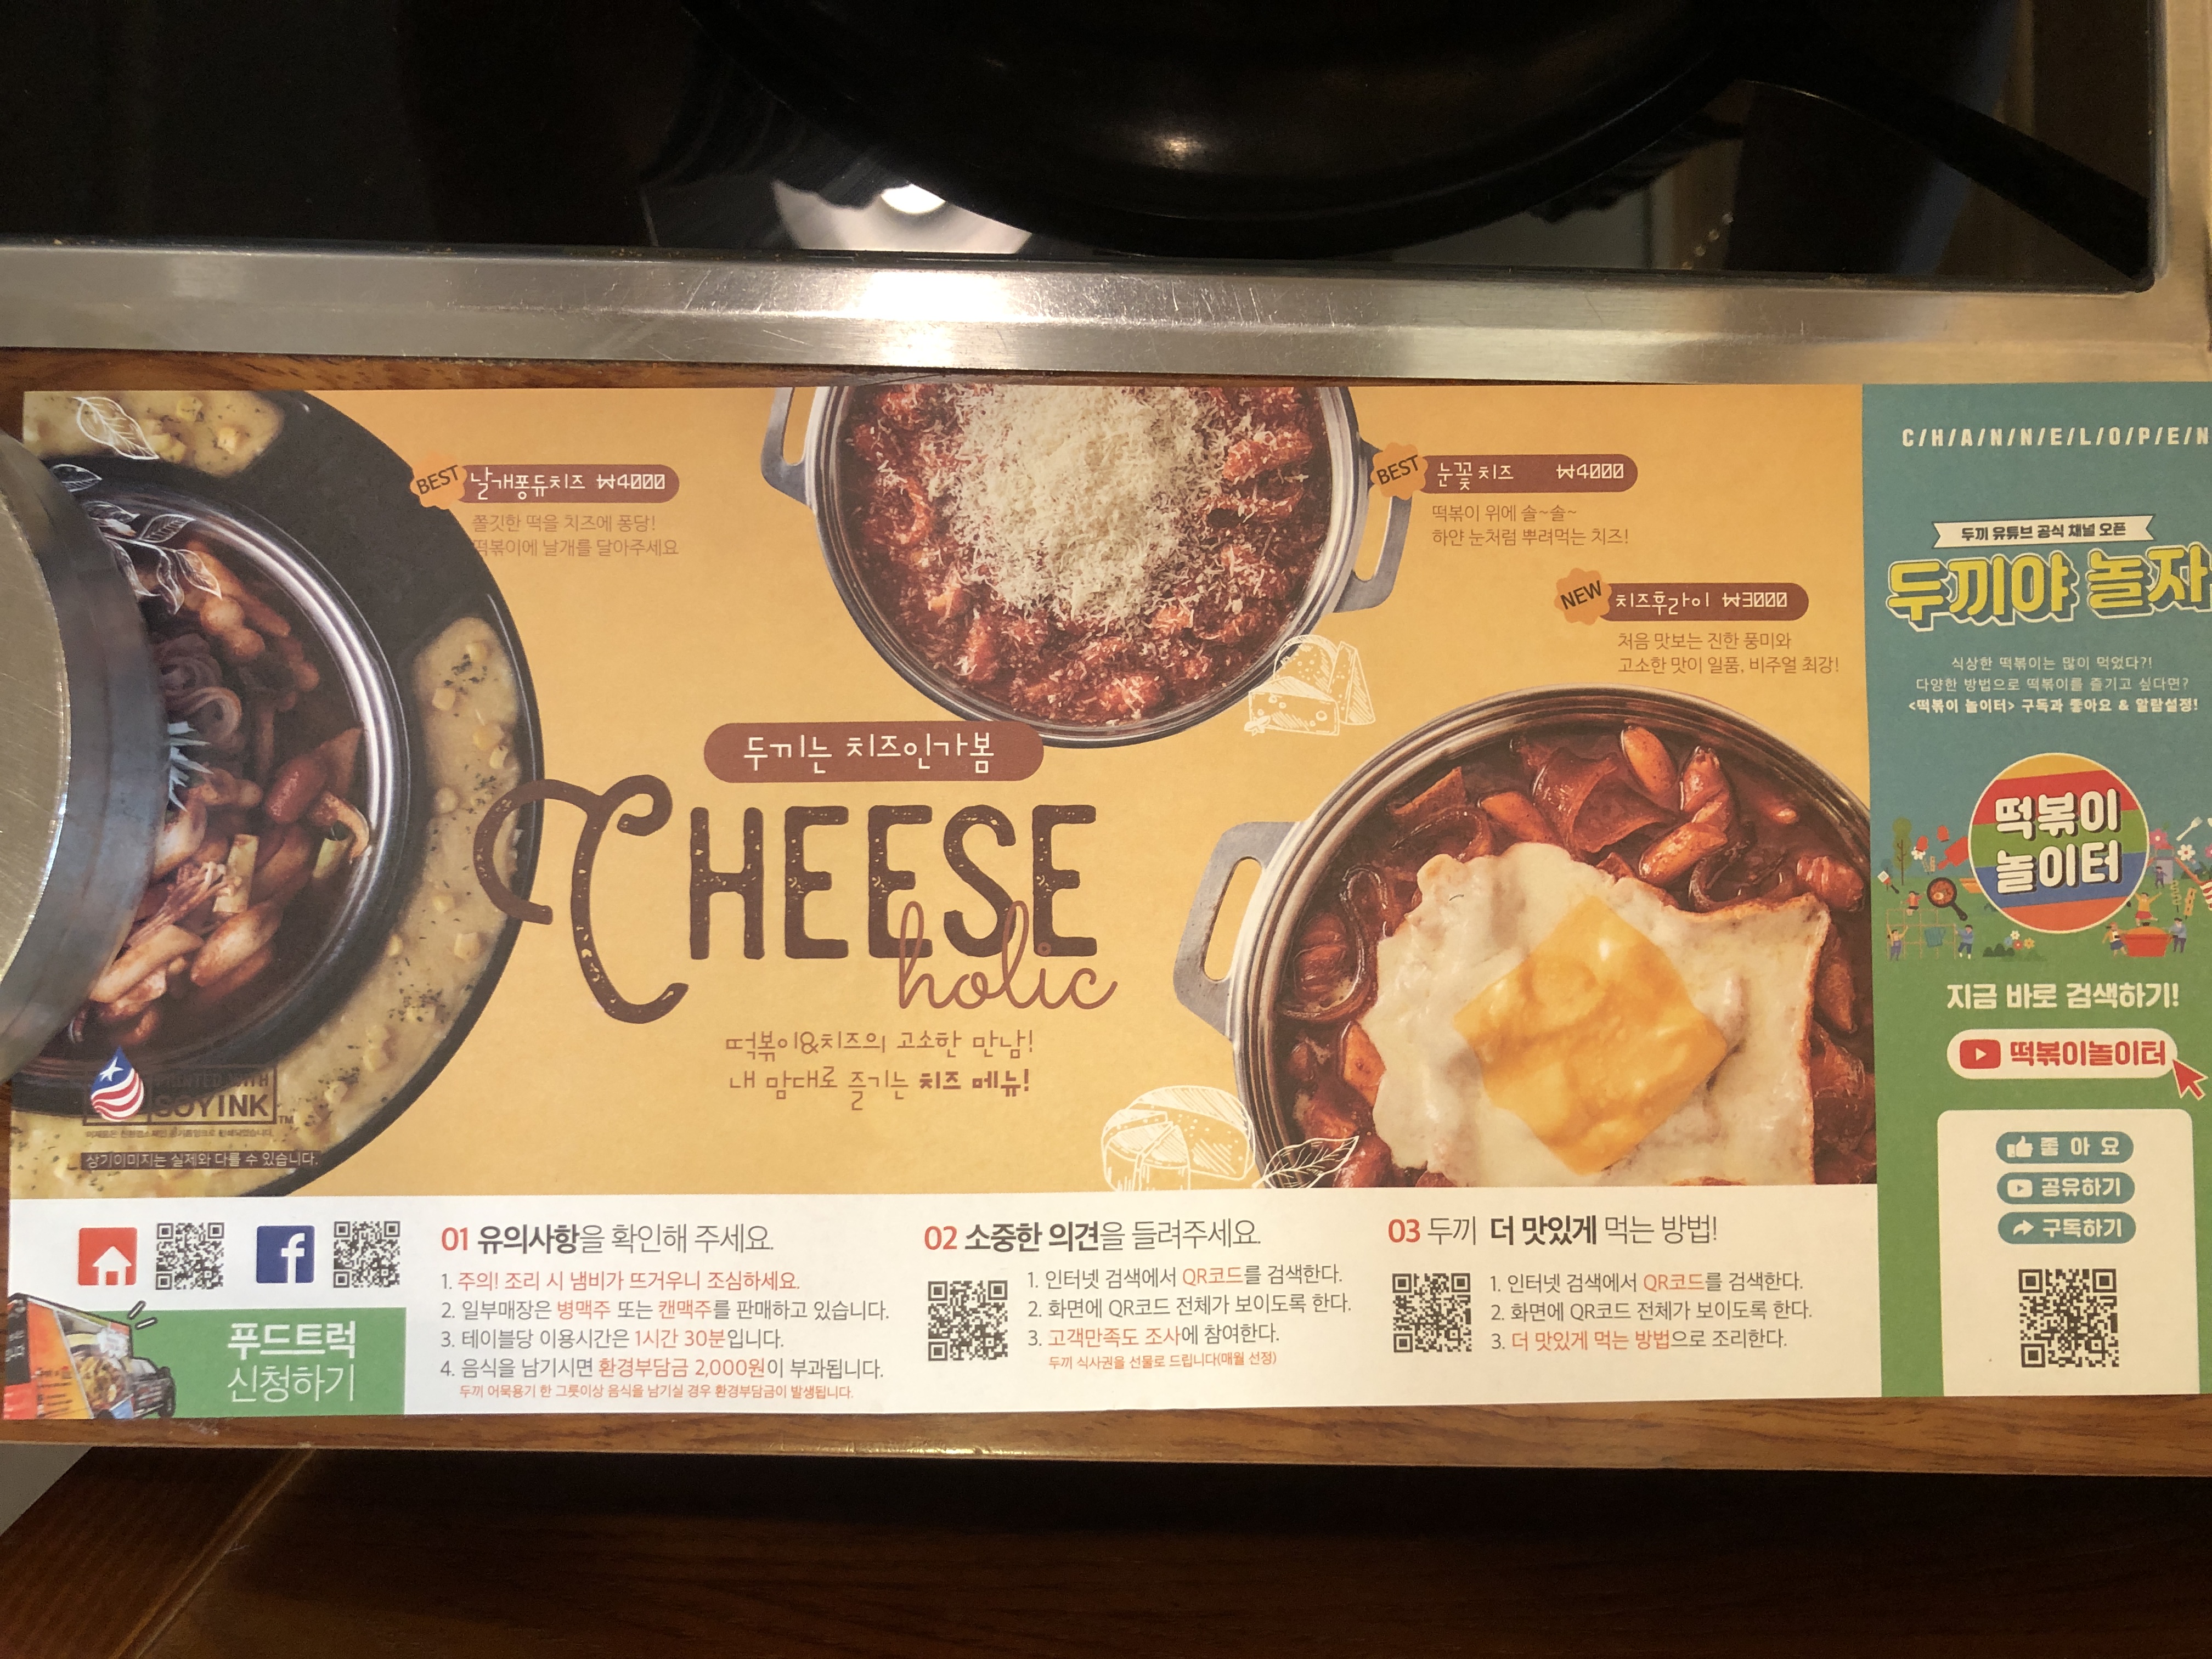 BEST 날개퐁듀치즈 ₩4000
쫄깃한 떡을 치즈에 퐁당!
떡볶이에 날개를 달아주세요
BEST 눈꽃치즈 ₩4000
떡볶이 위에 솔~솔~
하얀 눈처럼 뿌려먹는 치즈!
NEW 치즈후라이 ₩3000
처음 맛보는 진한 풍미와
고소한 맛이 일품, 비주얼 최강!
두끼는 치즈인가봄
CHEESE
holic
떡볶이&치즈의 고소한 만남!
내 맘대로 즐기는 치즈 메뉴!
PRINTED WITH
SOY INK™
상기이미지는 실제와 다를 수 있습니다.
푸드트럭
신청하기
01 유의사항을 확인해 주세요.
1. 주의! 조리 시 냄비가 뜨거우니 조심하세요.
2. 일부매장은 병맥주 또는 캔맥주를 판매하고 있습니다.
3. 테이블당 이용시간은 1시간 30분입니다.
4. 음식을 남기시면 환경부담금 2,000원이 부과됩니다.
두끼 어묵용기 한 그릇이상 음식을 남기실 경우 환경부담금이 발생됩니다.
02 소중한 의견을 들려주세요.
1. 인터넷 검색에서 QR코드를 검색한다.
2. 화면에 QR코드 전체가 보이도록 한다.
3. 고객만족도 조사에 참여한다.
두끼 식사권을 선물로 드립니다(매월 선정)
03 두끼 더 맛있게 먹는 방법!
1. 인터넷 검색에서 QR코드를 검색한다.
2. 화면에 QR코드 전체가 보이도록 한다.
3. 더 맛있게 먹는 방법으로 조리한다.
C/H/A/N/N/E/L/O/P/E/N
두끼 유튜브 공식 채널 오픈
두끼야 놀자
식상한 떡볶이는 많이 먹었다?!
다양한 방법으로 떡볶이를 즐기고 싶다면?
<떡볶이 놀이터> 구독과 좋아요 & 알람설정!
떡볶이
놀이터
지금 바로 검색하기!
떡볶이놀이터
좋아요
공유하기
구독하기